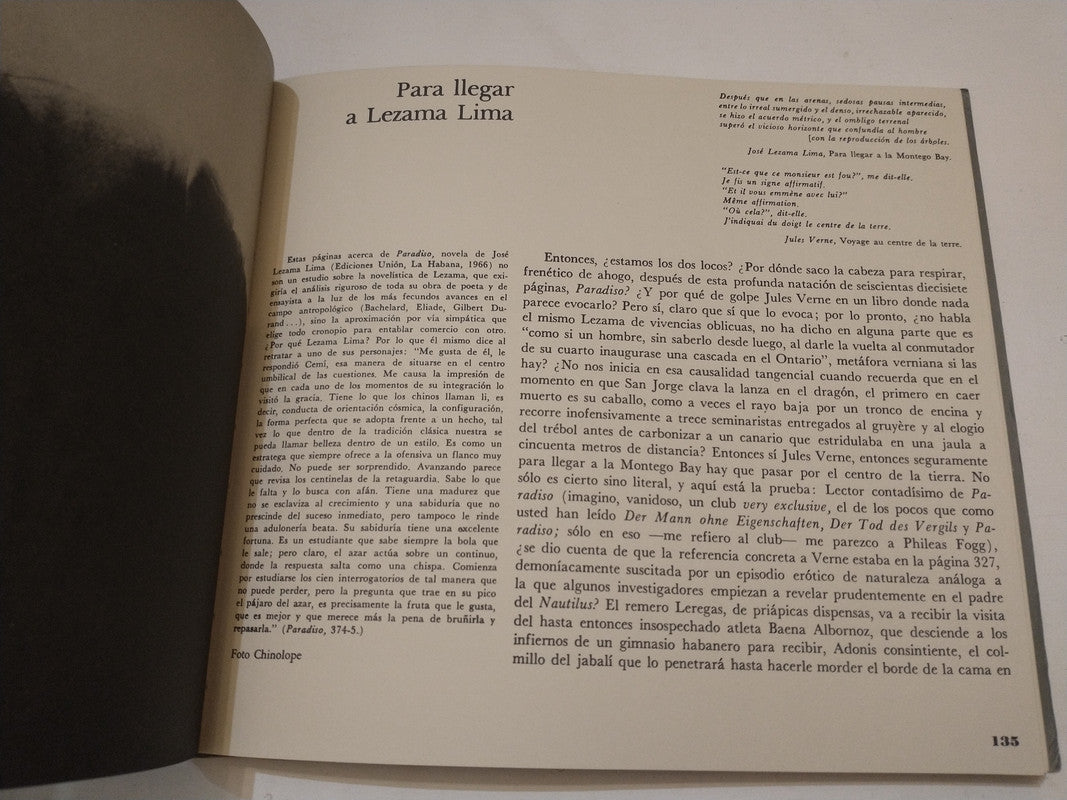 Para llegar
a Lezama Lima
Después que en las arenas, sedosas pausas intermedias,
entre lo irreal sumergido y el denso, irrechazable aparecido,
se hizo el acuerdo métrico, y el ombligo terrenal
superó el vicioso horizonte que confundía al hombre
[con la reproducción de los árboles.
José Lezama Lima, Para llegar a la Montego Bay.
"Est-ce que ce monsieur est fou?", me dit-elle.
Je fis un signe affirmatif.
"Et il vous emmène avec lui?"
Même affirmation.
"Où cela?", dit-elle.
J'indiquai du doigt le centre de la terre.
Jules Verne, Voyage au centre de la terre.
Estas páginas acerca de Paradiso, novela de José
Lezama Lima (Ediciones Unión, La Habana, 1966) no
son un estudio sobre la novelística de Lezama, que exi-
giría el análisis riguroso de toda su obra de poeta y de
ensayista a la luz de los más fecundos avances en el
campo antropológico (Bachelard, Eliade, Gilbert Du-
rand...), sino la aproximación por vía simpática que
elige todo cronopio para entablar comercio con otro.
¿Por qué Lezama Lima? Por lo que él mismo dice al
retratar a uno de sus personajes: "Me gusta de él, le
respondió Cemí, esa manera de situarse en el centro
umbilical de las cuestiones. Me causa la impresión de
que en cada uno de los momentos de su integración lo
visitó la gracia. Tiene lo que los chinos llaman li, es
decir, conducta de orientación cósmica, la configuración,
la forma perfecta que se adopta frente a un hecho, tal
vez lo que dentro de la tradición clásica nuestra se
pueda llamar belleza dentro de un estilo. Es como un
estratega que siempre ofrece a la ofensiva un flanco muy
cuidado. No puede ser sorprendido. Avanzando parece
que revisa los centinelas de la retaguardia. Sabe lo que
le falta y lo busca con afán. Tiene una madurez que
no se esclaviza al crecimiento y una sabiduría que no
prescinde del suceso inmediato, pero tampoco le rinde
una adulonería beata. Su sabiduría tiene una excelente
fortuna. Es un estudiante que sabe siempre la bola que
le sale; pero claro, el azar actúa sobre un continuo,
donde la respuesta salta como una chispa. Comienza
por estudiarse los cien interrogatorios de tal manera que
no puede perder, pero la pregunta que trae en su pico
el pájaro del azar, es precisamente la fruta que le gusta,
que es mejor y que merece más la pena de bruñirla y
repasarla." (Paradiso, 374-5.)
Foto Chinolope
Entonces, ¿estamos los dos locos? ¿Por dónde saco la cabeza para respirar,
frenético de ahogo, después de esta profunda natación de seiscientas diecisiete
páginas, Paradiso? ¿Y por qué de golpe Jules Verne en un libro donde nada
parece evocarlo? Pero sí, claro que sí que lo evoca; por lo pronto, ¿no habla
el mismo Lezama de vivencias oblicuas, no ha dicho en alguna parte que es
"como si un hombre, sin saberlo desde luego, al darle la vuelta al conmutador
de su cuarto inaugurase una cascada en el Ontario", metáfora verniana si las
hay? ¿No nos inicia en esa causalidad tangencial cuando recuerda que en el
momento en que San Jorge clava la lanza en el dragón, el primero en caer
muerto es su caballo, como a veces el rayo baja por un tronco de encina y
recorre inofensivamente a trece seminaristas entregados al gruyère y al elogio
del trébol antes de carbonizar a un canario que estridulaba en una jaula a
cincuenta metros de distancia? Entonces sí Jules Verne, entonces seguramente
para llegar a la Montego Bay hay que pasar por el centro de la tierra. No
sólo es cierto sino literal, y aquí está la prueba: Lector contadísimo de Pa-
radiso (imagino, vanidoso, un club very exclusive, el de los pocos que como
usted han leído Der Mann ohne Eigenschaften, Der Tod des Vergils y Pa-
radiso; sólo en eso —me refiero al club— me parezco a Phileas Fogg),
¿se dio cuenta de que la referencia concreta a Verne estaba en la página 327,
demoníacamente suscitada por un episodio erótico de naturaleza análoga a
la que algunos investigadores empiezan a revelar prudentemente en el padre
del Nautilus? El remero Leregas, de priápicas dispensas, va a recibir la visita
del hasta entonces insospechado atleta Baena Albornoz, que desciende a los
infiernos de un gimnasio habanero para recibir, Adonis consintiente, el col-
millo del jabalí que lo penetrará hasta hacerle morder el borde de la cama en
135